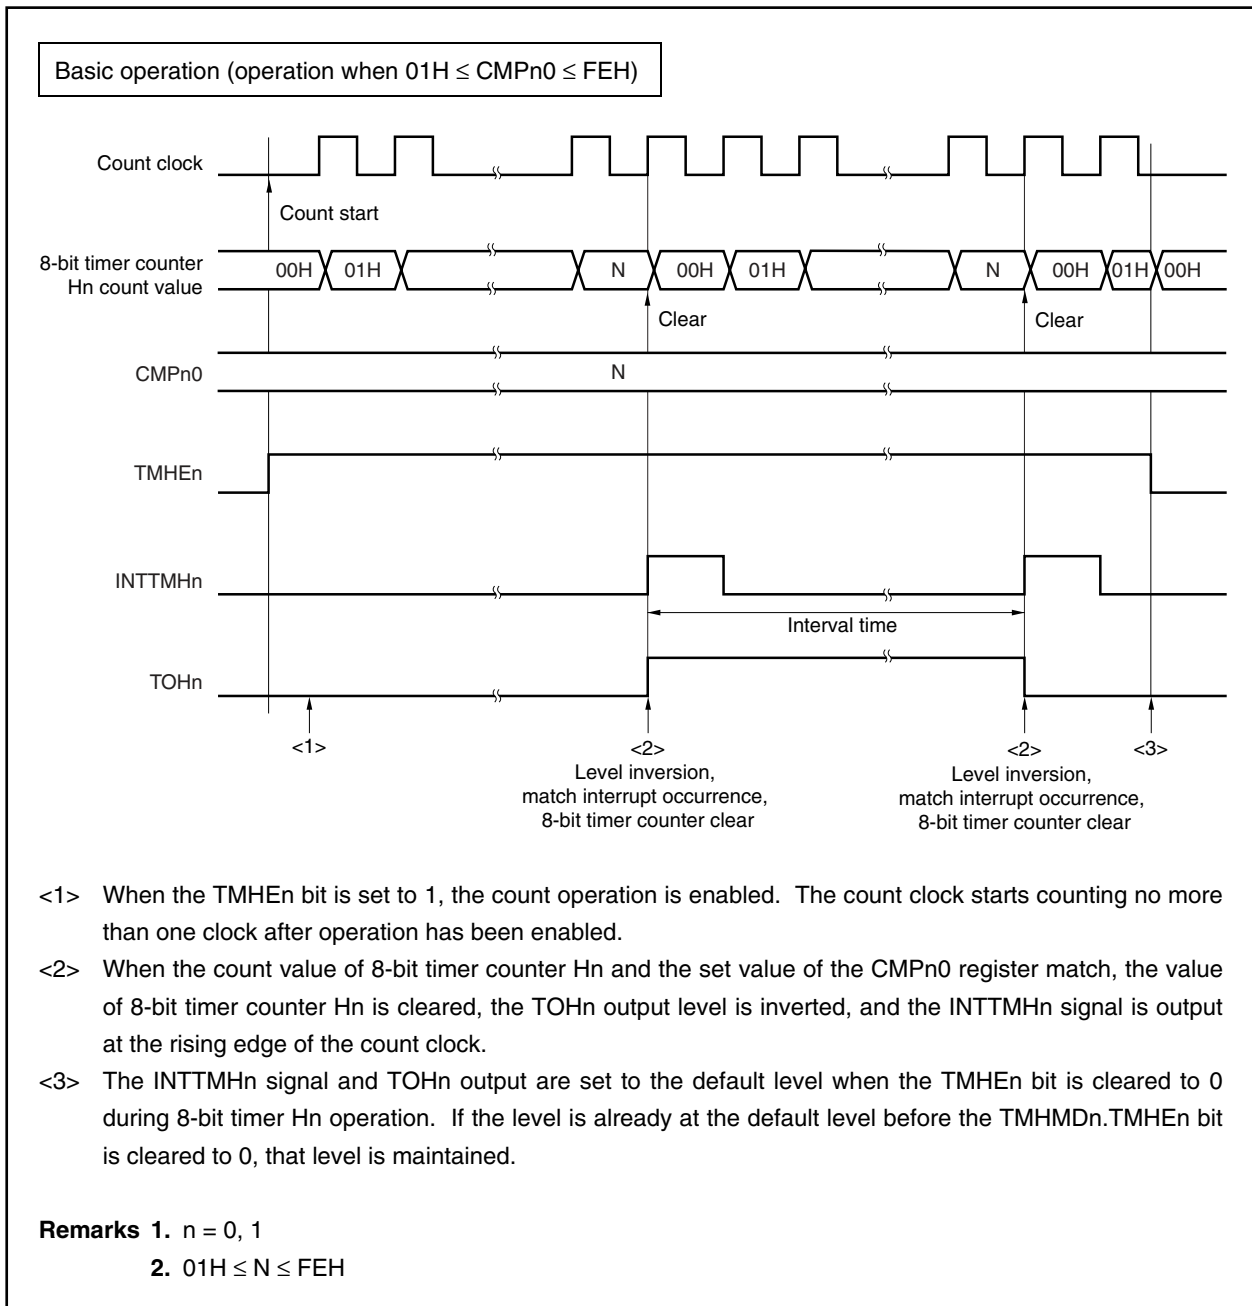 Basic operation (operation when 01H ≤ CMPn0 ≤ FEH)
Count clock
Count start
8-bit timer counter
Hn count value
00H 01H N 00H 01H N 00H 01H 00H
Clear Clear
CMPn0 N
TMHEn
INTTMHn
Interval time
TOHn
<1> <2> <2> <3>
Level inversion,
match interrupt occurrence,
8-bit timer counter clear
Level inversion,
match interrupt occurrence,
8-bit timer counter clear
<1> When the TMHEn bit is set to 1, the count operation is enabled. The count clock starts counting no more
than one clock after operation has been enabled.
<2> When the count value of 8-bit timer counter Hn and the set value of the CMPn0 register match, the value
of 8-bit timer counter Hn is cleared, the TOHn output level is inverted, and the INTTMHn signal is output
at the rising edge of the count clock.
<3> The INTTMHn signal and TOHn output are set to the default level when the TMHEn bit is cleared to 0
during 8-bit timer Hn operation. If the level is already at the default level before the TMHMDn.TMHEn bit
is cleared to 0, that level is maintained.
Remarks 1. n = 0, 1
2. 01H ≤ N ≤ FEH